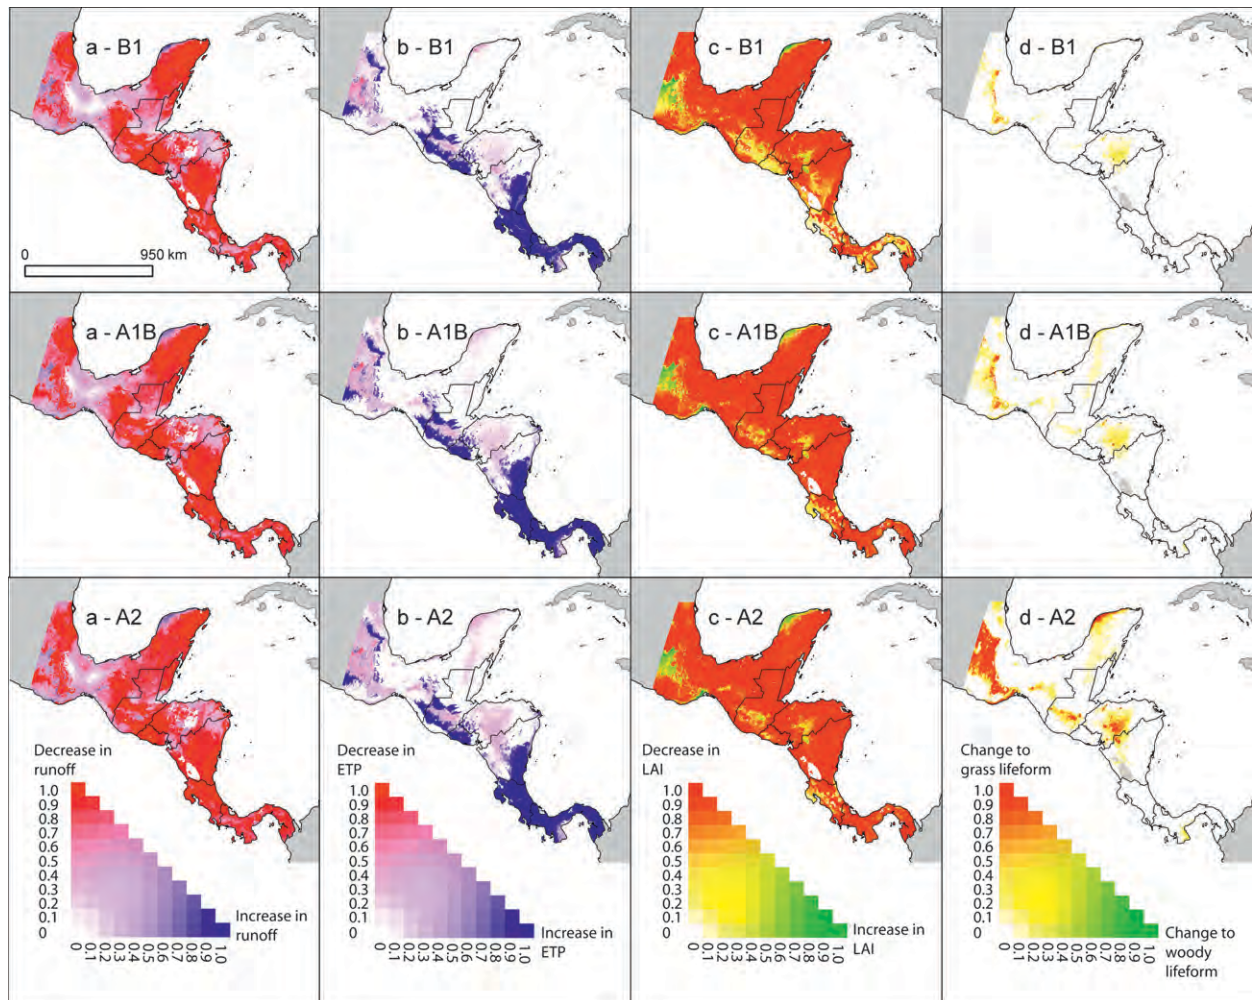 a - B1
b - B1
c - B1
d - B1
0 950 km
a - A1B
b - A1B
c - A1B
d - A1B
a - A2
b - A2
c - A2
d - A2
Decrease in
runoff
1.0
0.9
0.8
0.7
0.6
0.5
0.4
0.3
0.2
0.1
0
Increase in
runoff
0 0.1 0.2 0.3 0.4 0.5 0.6 0.7 0.8 0.9 1.0
Decrease in
ETP
1.0
0.9
0.8
0.7
0.6
0.5
0.4
0.3
0.2
0.1
0
Increase in
ETP
0 0.1 0.2 0.3 0.4 0.5 0.6 0.7 0.8 0.9 1.0
Decrease in
LAI
1.0
0.9
0.8
0.7
0.6
0.5
0.4
0.3
0.2
0.1
0
Increase in
LAI
0 0.1 0.2 0.3 0.4 0.5 0.6 0.7 0.8 0.9 1.0
Change to
grass lifeform
1.0
0.9
0.8
0.7
0.6
0.5
0.4
0.3
0.2
0.1
0
Change to
woody
lifeform
0 0.1 0.2 0.3 0.4 0.5 0.6 0.7 0.8 0.9 1.0